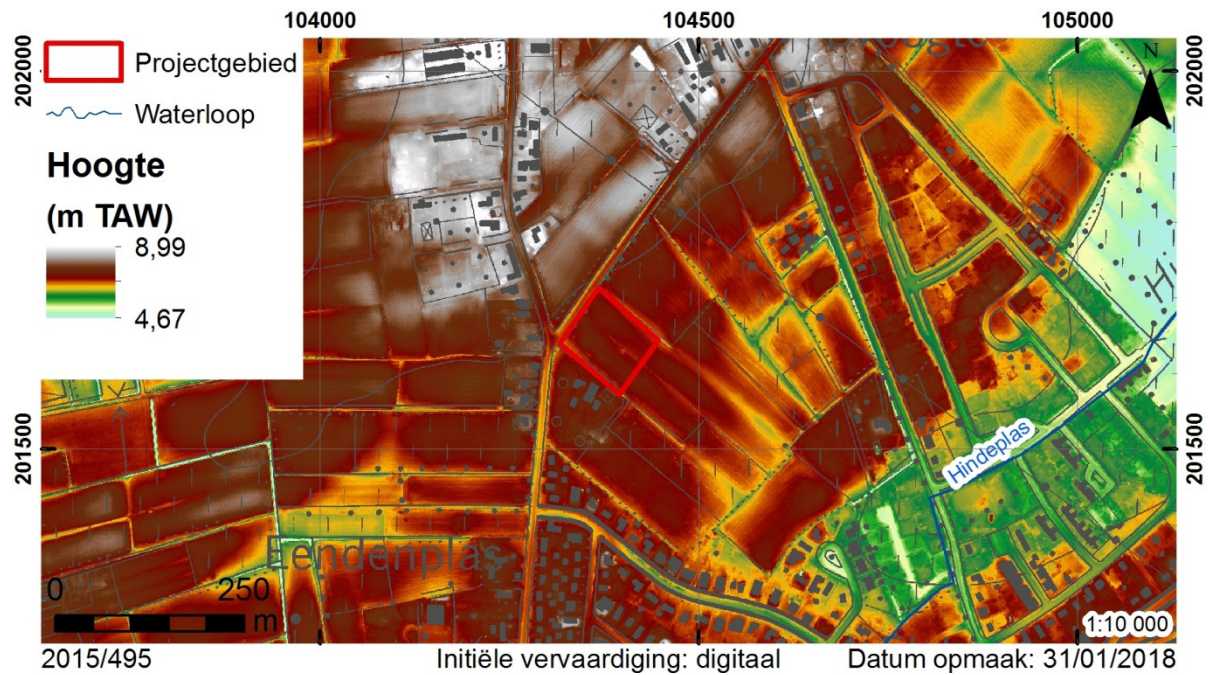 104000 104500 105000
202000
202000
Projectgebied
Waterloop
Hoogte
(m TAW)
8,99
4,67
N
201500
201500
Hindeplas
Eendenplas
0 250
m
1:10 000
2015/495 Initiële vervaardiging: digitaal Datum opmaak: 31/01/2018